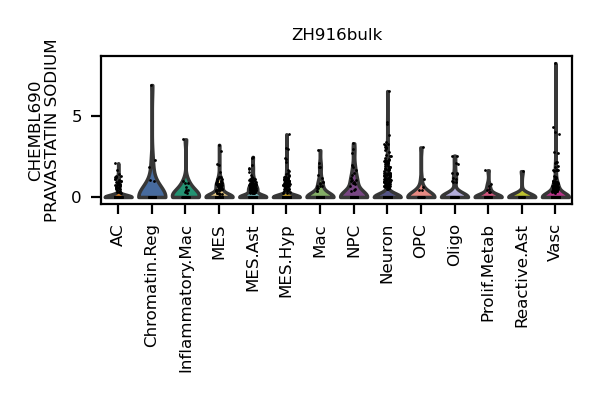 ZH916bulk
CHEMBL690
PRAVASTATIN SODIUM
5
0
AC
Chromatin.Reg
Inflammatory.Mac
MES
MES.Ast
MES.Hyp
Mac
NPC
Neuron
OPC
Oligo
Prolif.Metab
Reactive.Ast
Vasc